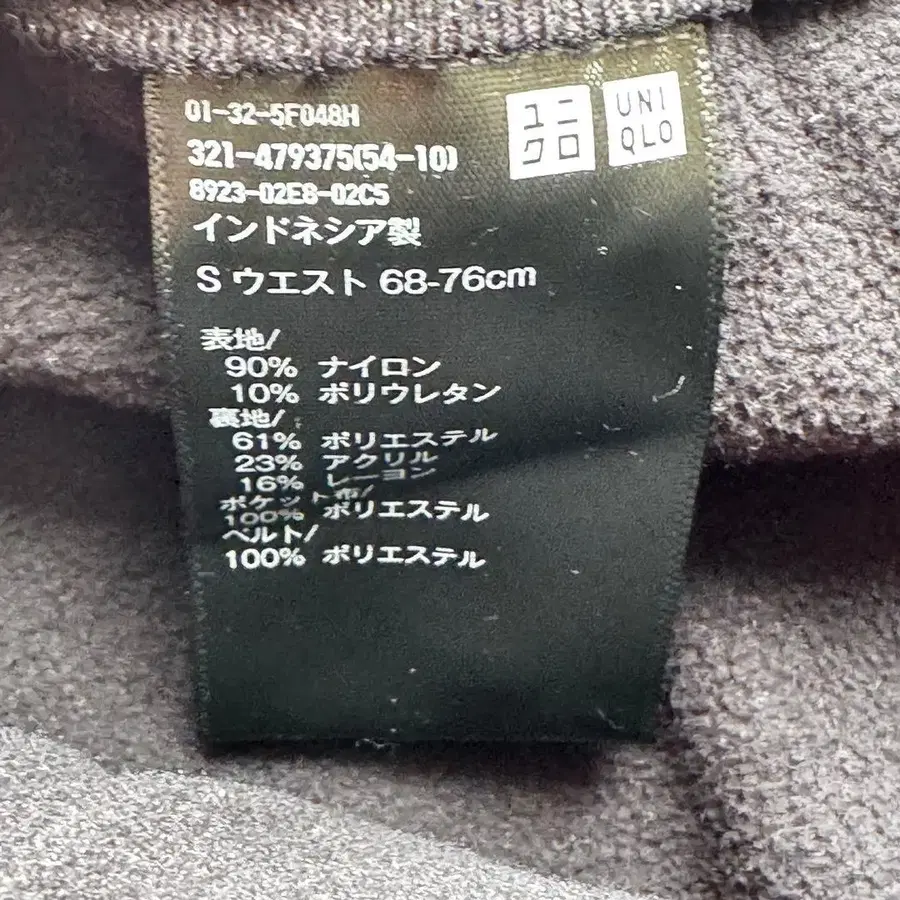 01-32-5F048H
321-479375(54-10)
8923-02E8-02C5
インドネシア製
S ウエスト 68-76cm
表地/
90% ナイロン
10% ポリウレタン
裏地/
61% ポリエステル
23% アクリル
16% レーヨン
ポケット布/
100% ポリエステル
ベルト/
100% ポリエステル
ユニ
クロ
UNI
QLO